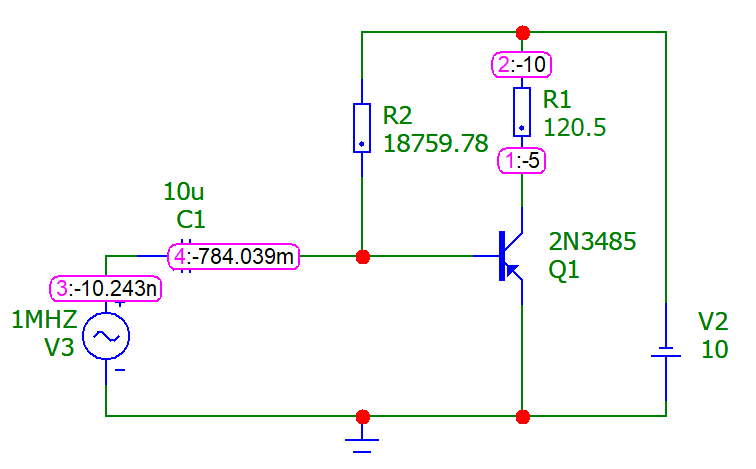 2:-10
R2
18759.78
R1
120.5
1:-5
10u
C1
4:-784.039m
2N3485
Q1
3:-10.243n
1MHZ
V3
V2
10